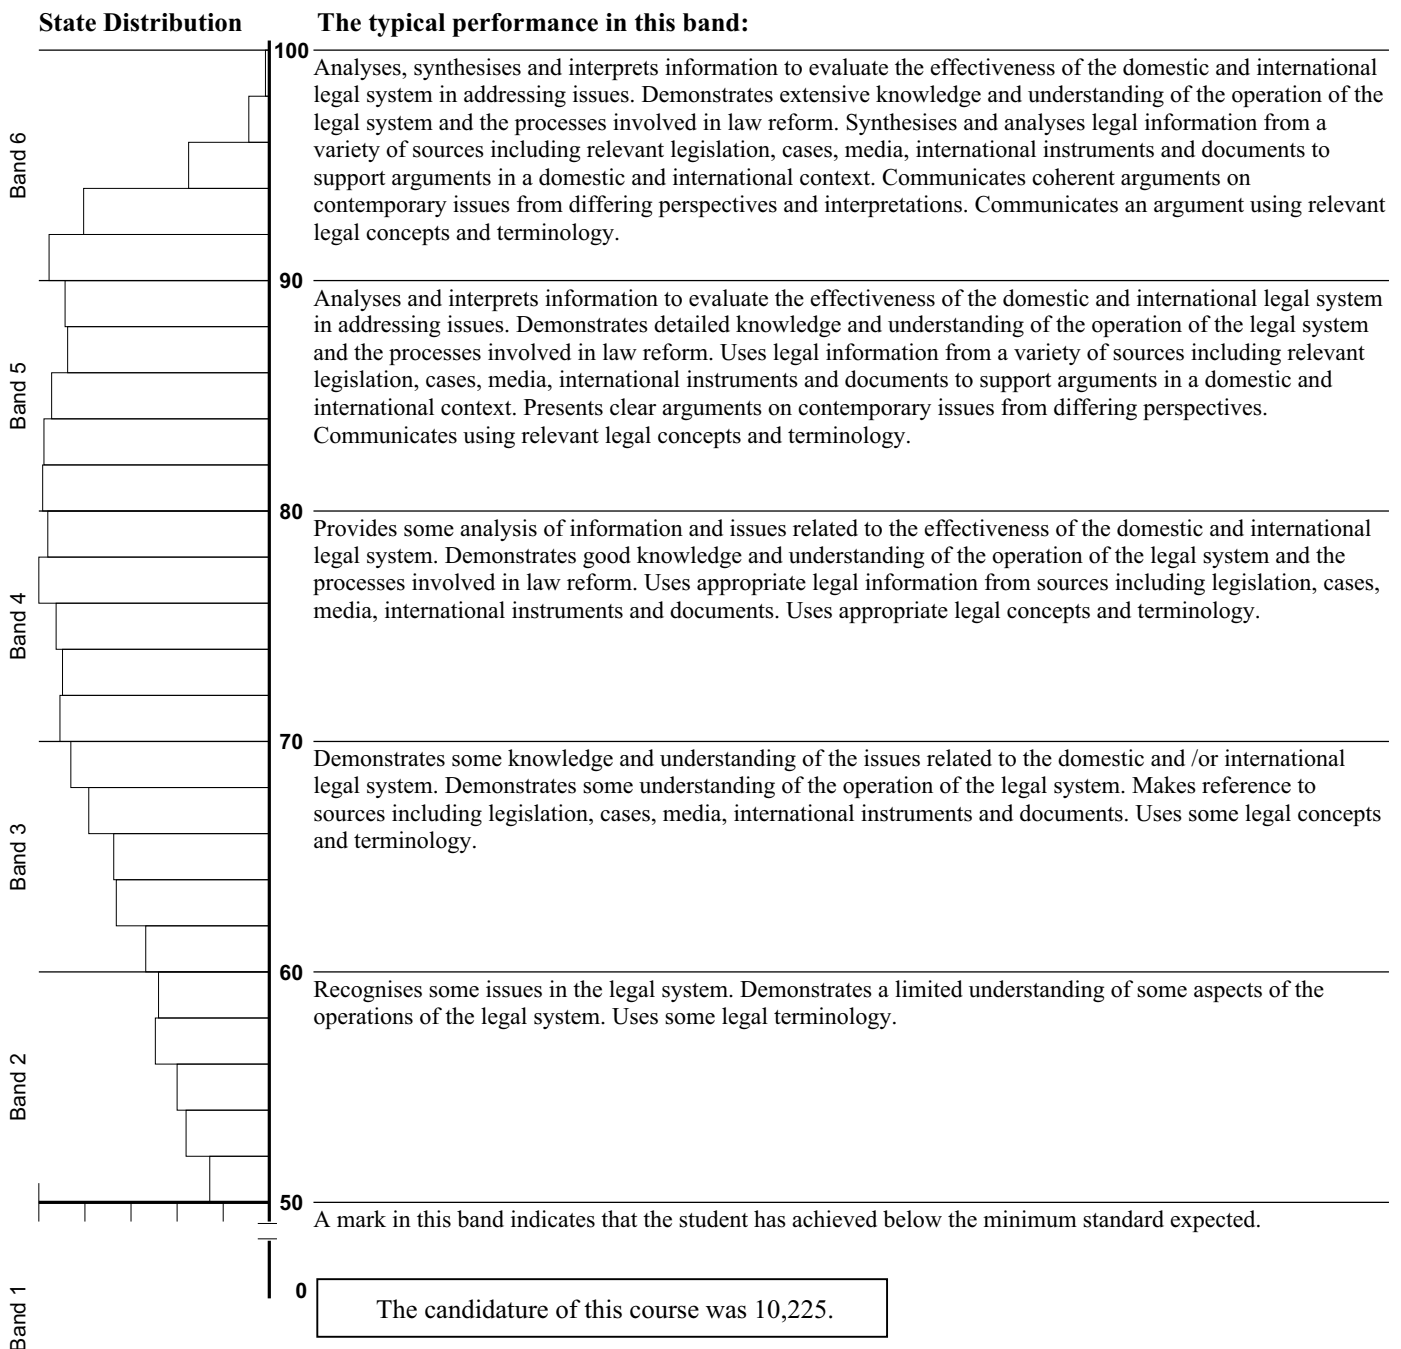 State Distribution
The typical performance in this band:
100
Analyses, synthesises and interprets information to evaluate the effectiveness of the domestic and international
legal system in addressing issues. Demonstrates extensive knowledge and understanding of the operation of the
legal system and the processes involved in law reform. Synthesises and analyses legal information from a
variety of sources including relevant legislation, cases, media, international instruments and documents to
support arguments in a domestic and international context. Communicates coherent arguments on
contemporary issues from differing perspectives and interpretations. Communicates an argument using relevant
legal concepts and terminology.
Band 6
90
Analyses and interprets information to evaluate the effectiveness of the domestic and international legal system
in addressing issues. Demonstrates detailed knowledge and understanding of the operation of the legal system
and the processes involved in law reform. Uses legal information from a variety of sources including relevant
legislation, cases, media, international instruments and documents to support arguments in a domestic and
international context. Presents clear arguments on contemporary issues from differing perspectives.
Communicates using relevant legal concepts and terminology.
Band 5
80
Provides some analysis of information and issues related to the effectiveness of the domestic and international
legal system. Demonstrates good knowledge and understanding of the operation of the legal system and the
processes involved in law reform. Uses appropriate legal information from sources including legislation, cases,
media, international instruments and documents. Uses appropriate legal concepts and terminology.
Band 4
70
Demonstrates some knowledge and understanding of the issues related to the domestic and /or international
legal system. Demonstrates some understanding of the operation of the legal system. Makes reference to
sources including legislation, cases, media, international instruments and documents. Uses some legal concepts
and terminology.
Band 3
60
Recognises some issues in the legal system. Demonstrates a limited understanding of some aspects of the
operations of the legal system. Uses some legal terminology.
Band 2
50
A mark in this band indicates that the student has achieved below the minimum standard expected.
0
Band 1
The candidature of this course was 10,225.